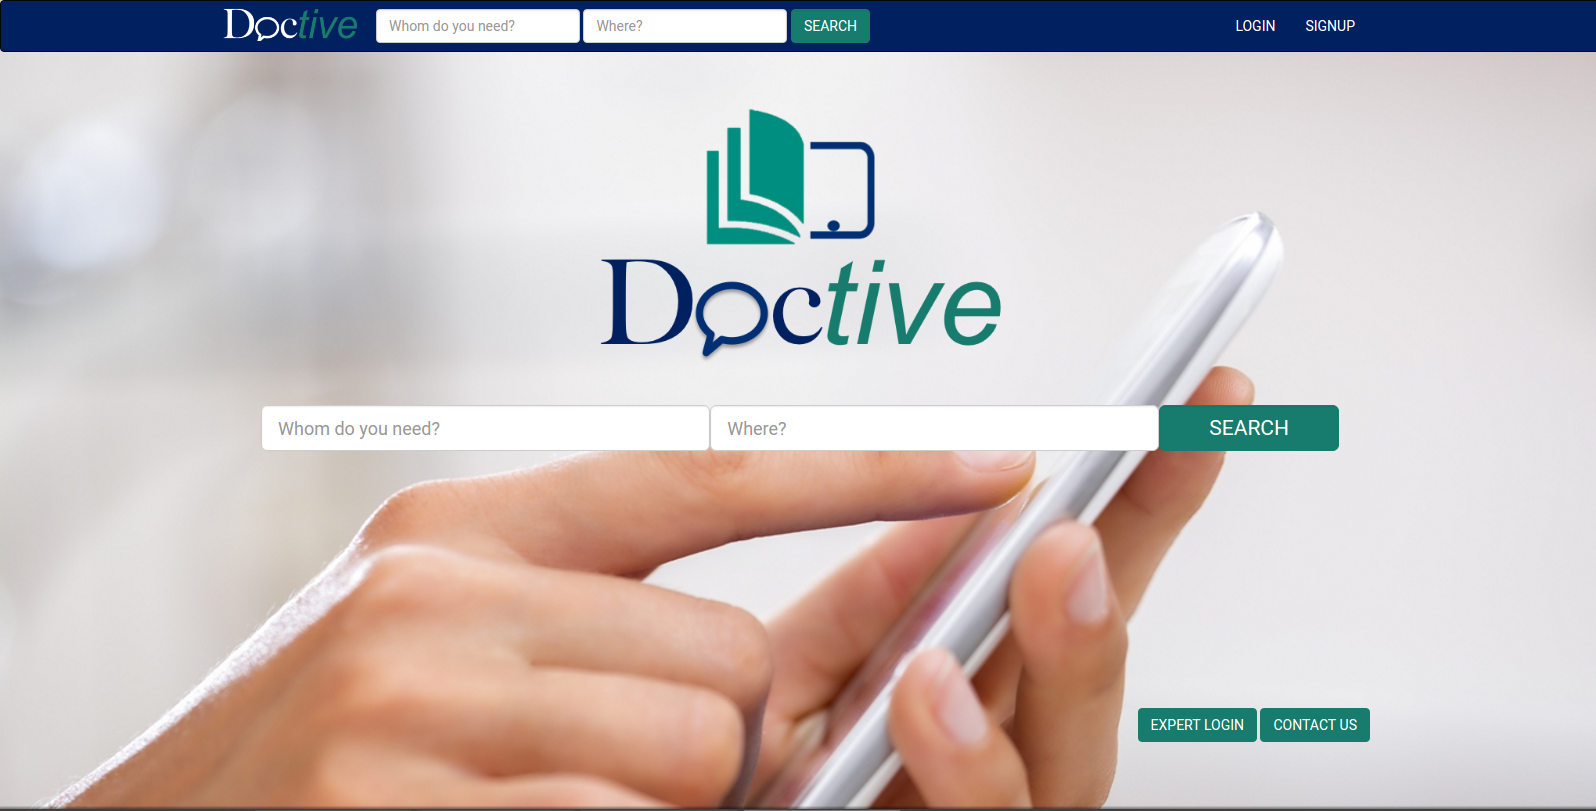 Doctive Whom do you need? Where? SEARCH LOGIN SIGNUP
Doctive
Whom do you need? Where? SEARCH
EXPERT LOGIN CONTACT US